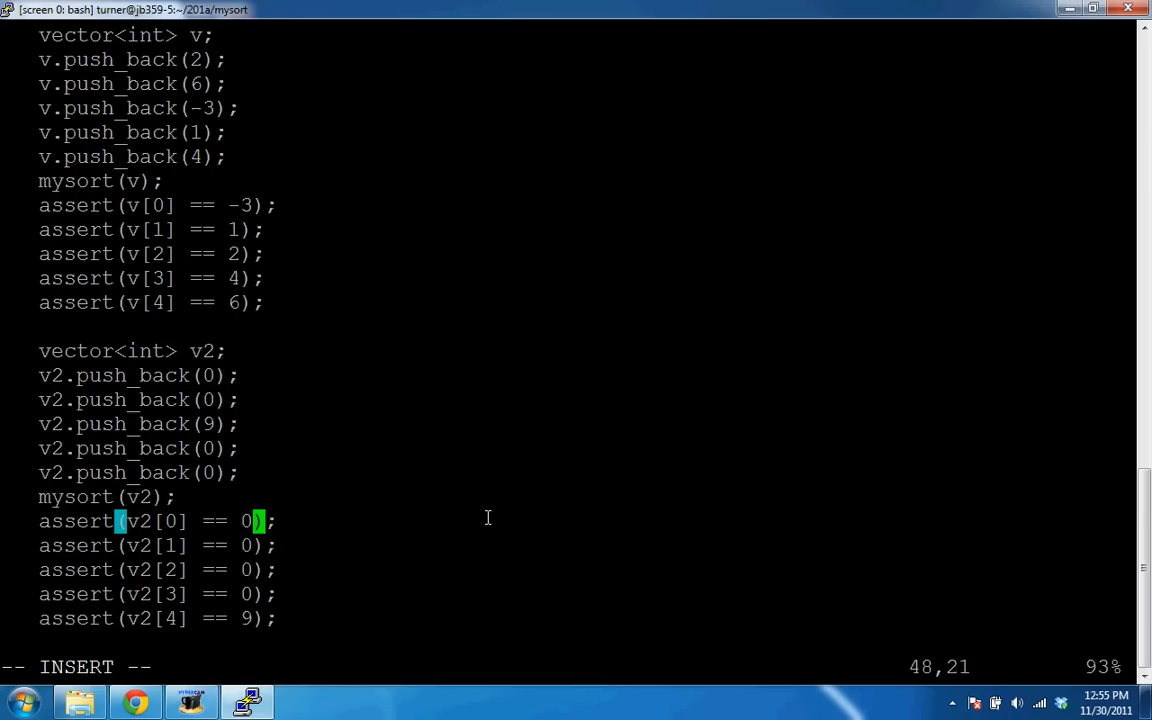 [screen 0: bash] turner@jb359-5:~/201a/mysort
vector<int> v;
v.push_back(2);
v.push_back(6);
v.push_back(-3);
v.push_back(1);
v.push_back(4);
mysort(v);
assert(v[0] == -3);
assert(v[1] == 1);
assert(v[2] == 2);
assert(v[3] == 4);
assert(v[4] == 6);
vector<int> v2;
v2.push_back(0);
v2.push_back(0);
v2.push_back(9);
v2.push_back(0);
v2.push_back(0);
mysort(v2);
assert(v2[0] == 0);
assert(v2[1] == 0);
assert(v2[2] == 0);
assert(v2[3] == 0);
assert(v2[4] == 9);
-- INSERT -- 48,21 93%
HYPERCAM
12:55 PM
11/30/2011